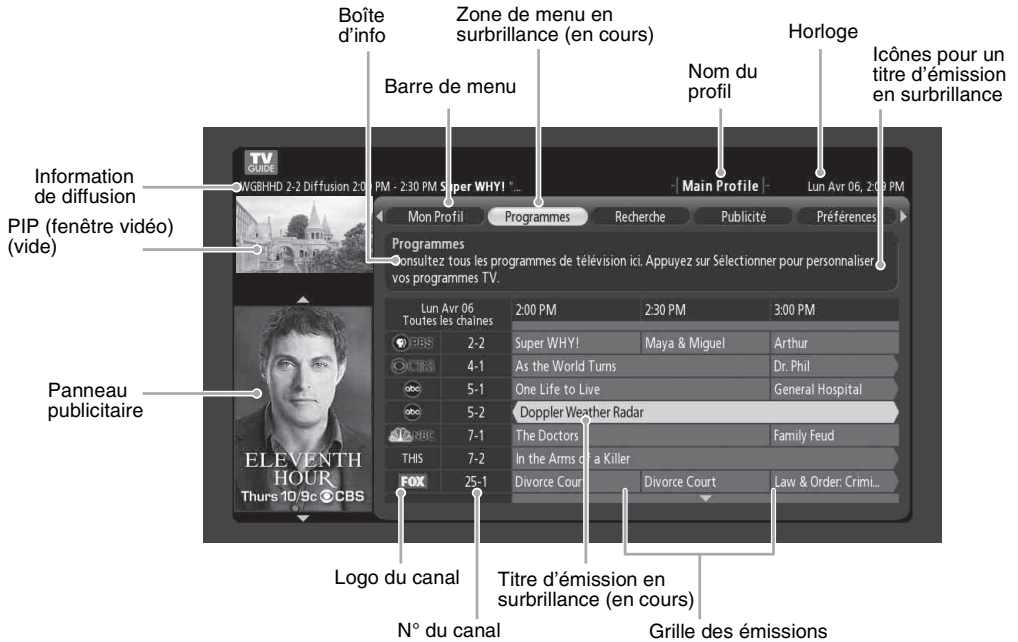 Boîte
d'info
Zone de menu en
surbrillance (en cours)
Horloge
Icônes pour un
titre d'émission
en surbrillance
Nom du
profil
Barre de menu
Information
de diffusion
PIP (fenêtre vidéo)
(vide)
Panneau
publicitaire
TV
GUIDE
WGBHHD 2-2 Diffusion 2:00 PM - 2:30 PM Super WHY! "...
Main Profile
Lun Avr 06, 2:09 PM
Mon Profil Programmes Recherche Publicité Préférences
Programmes
Consultez tous les programmes de télévision ici. Appuyez sur Sélectionner pour personnaliser
vos programmes TV.
Lun Avr 06
Toutes les chaînes
2:00 PM 2:30 PM 3:00 PM
PBS 2-2 Super WHY! Maya & Miguel Arthur
CBS 4-1 As the World Turns Dr. Phil
abc 5-1 One Life to Live General Hospital
abc 5-2 Doppler Weather Radar
NBC 7-1 The Doctors Family Feud
THIS 7-2 In the Arms of a Killer
FOX 25-1 Divorce Court Divorce Court Law & Order: Crimi...
ELEVENTH
HOUR
Thurs 10/9c CBS
Logo du canal
N° du canal
Titre d'émission en
surbrillance (en cours)
Grille des émissions